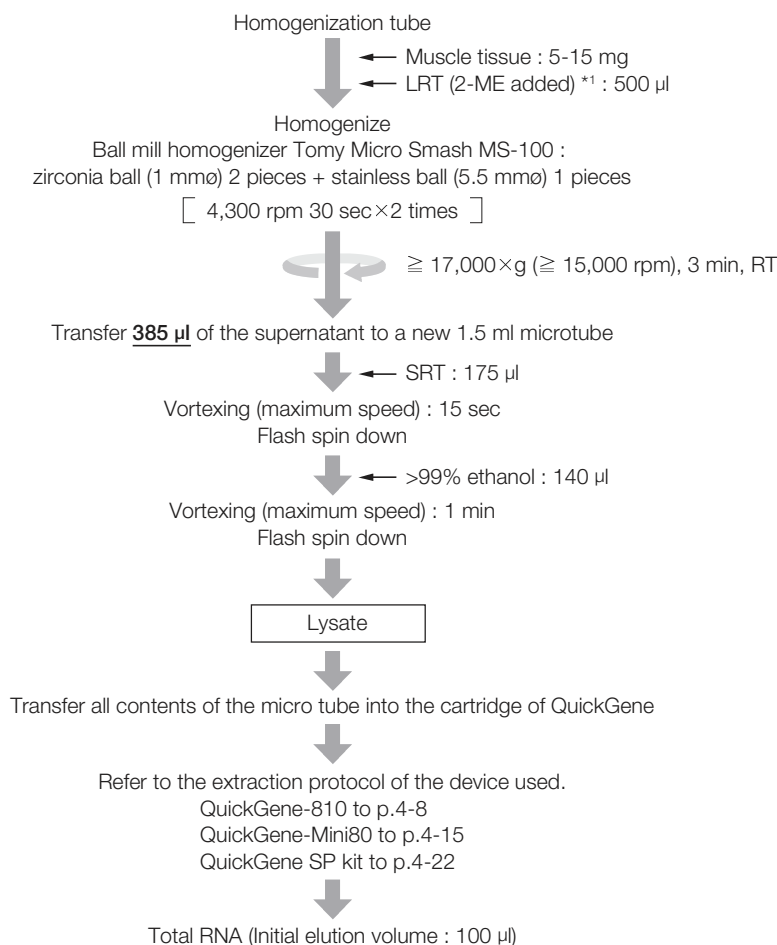 Homogenization tube
Muscle tissue : 5-15 mg
LRT (2-ME added) *1 : 500 µl
Homogenize
Ball mill homogenizer Tomy Micro Smash MS-100 :
zirconia ball (1 mmø) 2 pieces + stainless ball (5.5 mmø) 1 pieces
[ 4,300 rpm 30 sec×2 times ]
≧ 17,000×g (≧ 15,000 rpm), 3 min, RT
Transfer 385 µl of the supernatant to a new 1.5 ml microtube
SRT : 175 µl
Vortexing (maximum speed) : 15 sec
Flash spin down
>99% ethanol : 140 µl
Vortexing (maximum speed) : 1 min
Flash spin down
Lysate
Transfer all contents of the micro tube into the cartridge of QuickGene
Refer to the extraction protocol of the device used.
QuickGene-810 to p.4-8
QuickGene-Mini80 to p.4-15
QuickGene SP kit to p.4-22
Total RNA (Initial elution volume : 100 µl)